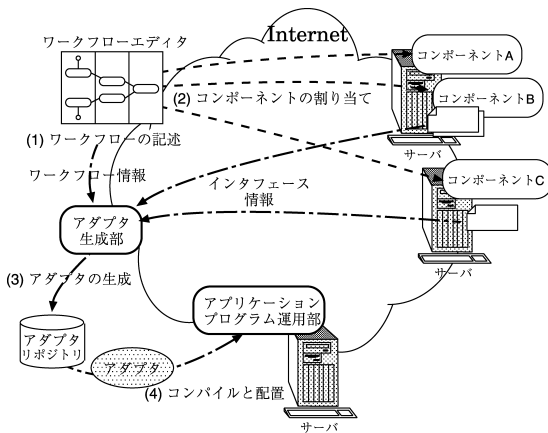 Internet
ワークフローエディタ
コンポーネントA
コンポーネントB
(2) コンポーネントの割り当て
(1) ワークフローの記述
サーバ
ワークフロー情報
インタフェース
情報
コンポーネントC
アダプタ
生成部
サーバ
(3) アダプタの生成
アプリケーション
プログラム運用部
アダプタ
リポジトリ
アダプタ
(4) コンパイルと配置
サーバ